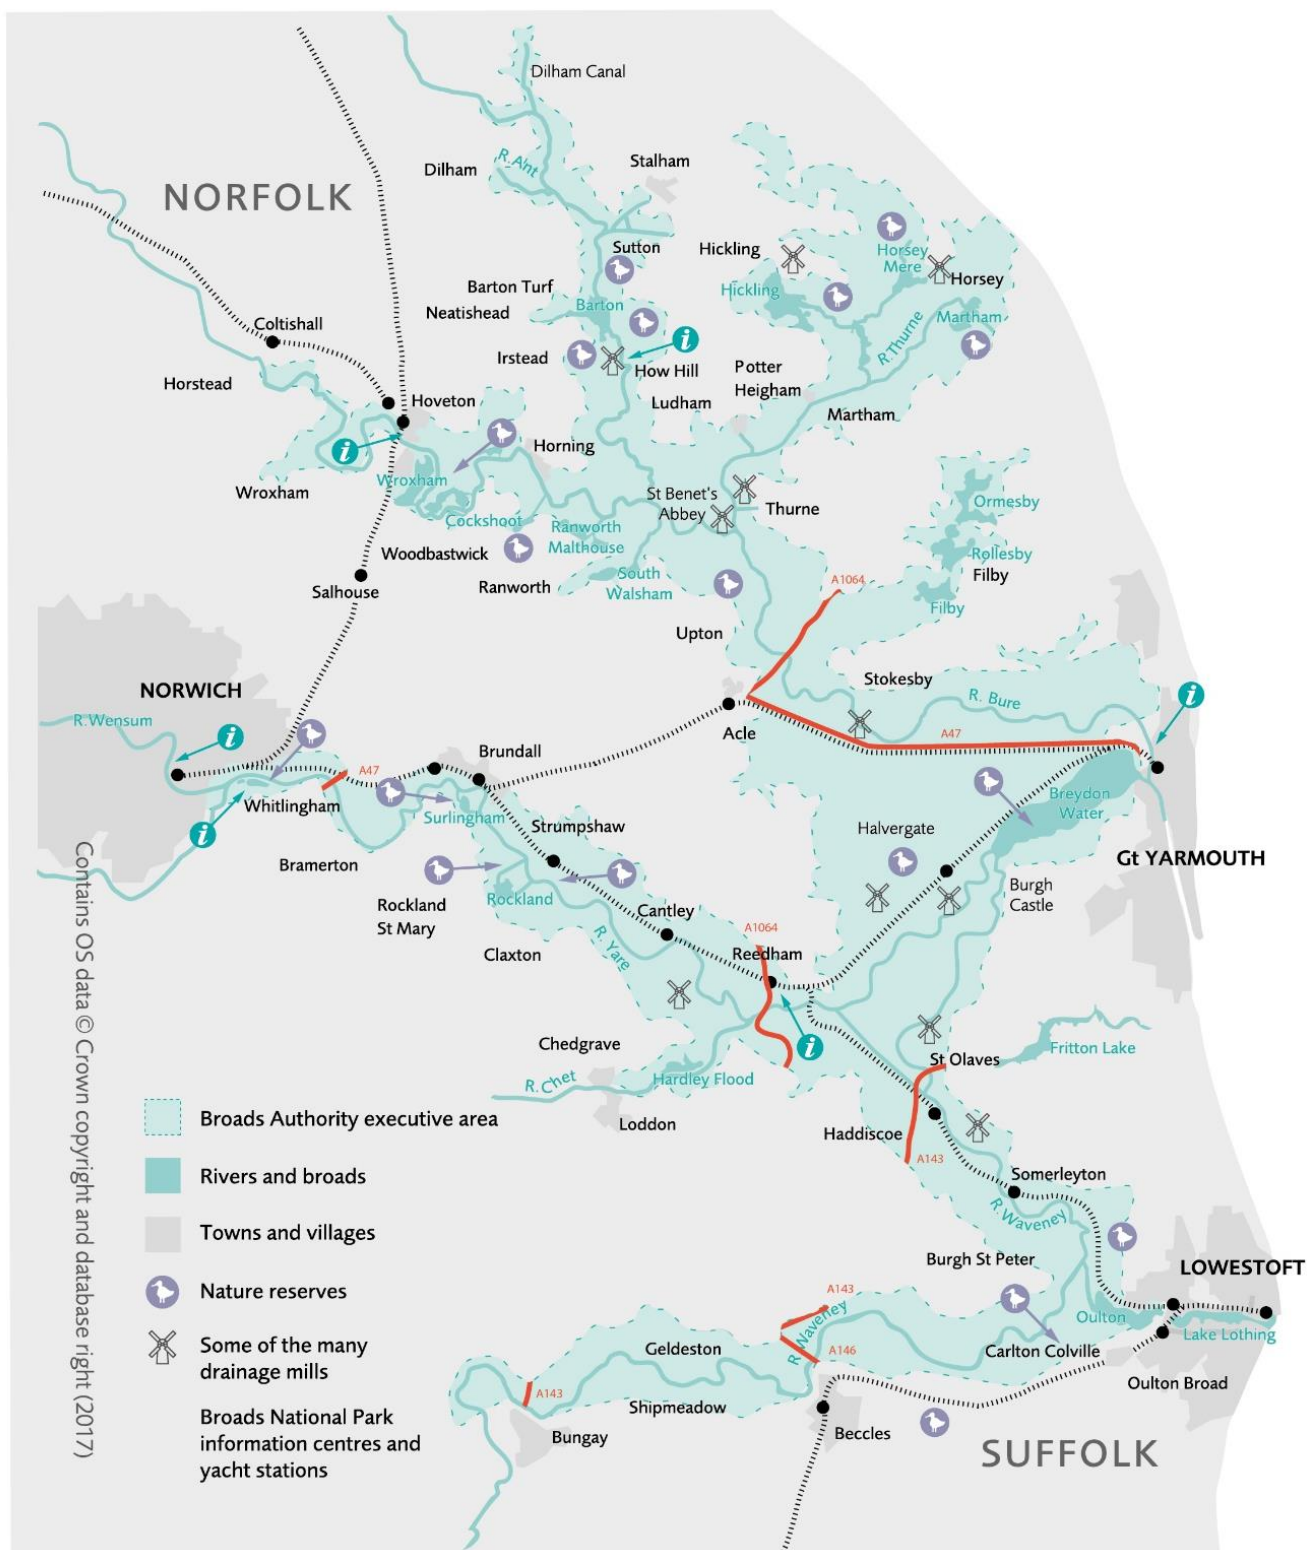 Dilham Canal
R. Ant
Dilham
Stalham
NORFOLK
Sutton
Hickling
Horsey
Mere
Horsey
Barton Turf
Neatishead
Barton
Hickling
Martham
R. Thurne
Coltishall
Irstead
i
How Hill
Potter
Heigham
Horstead
Hoveton
Ludham
Martham
i
Horning
Wroxham
Wroxham
St Benet's
Abbey
Thurne
Ormesby
Cockshoot
Ranworth
Malthouse
Woodbastwick
Rollesby
Filby
Salhouse
Ranworth
South
Walsham
A1064
Filby
Upton
NORWICH
Stokesby
R. Bure
i
R. Wensum
i
Acle
A47
Brundall
A47
Whitlingham
Surlingham
Breydon
Water
i
Strumpshaw
Halvergate
Bramerton
Gt YARMOUTH
Rockland
St Mary
Rockland
Cantley
Burgh
Castle
Claxton
R. Yare
A1064
Reedham
Chedgrave
i
St Olaves
Fritton Lake
R. Chet
Hardley Flood
Loddon
Haddiscoe
A143
Somerleyton
R. Waveney
Burgh St Peter
LOWESTOFT
A143
R. Waveney
Oulton
Lake Lothing
Geldeston
A146
Carlton Colville
Oulton Broad
A143
Shipmeadow
Bungay
Beccles
SUFFOLK
Broads Authority executive area
Rivers and broads
Towns and villages
Nature reserves
Some of the many
drainage mills
Broads National Park
information centres and
yacht stations
Contains OS data © Crown copyright and database right (2017)